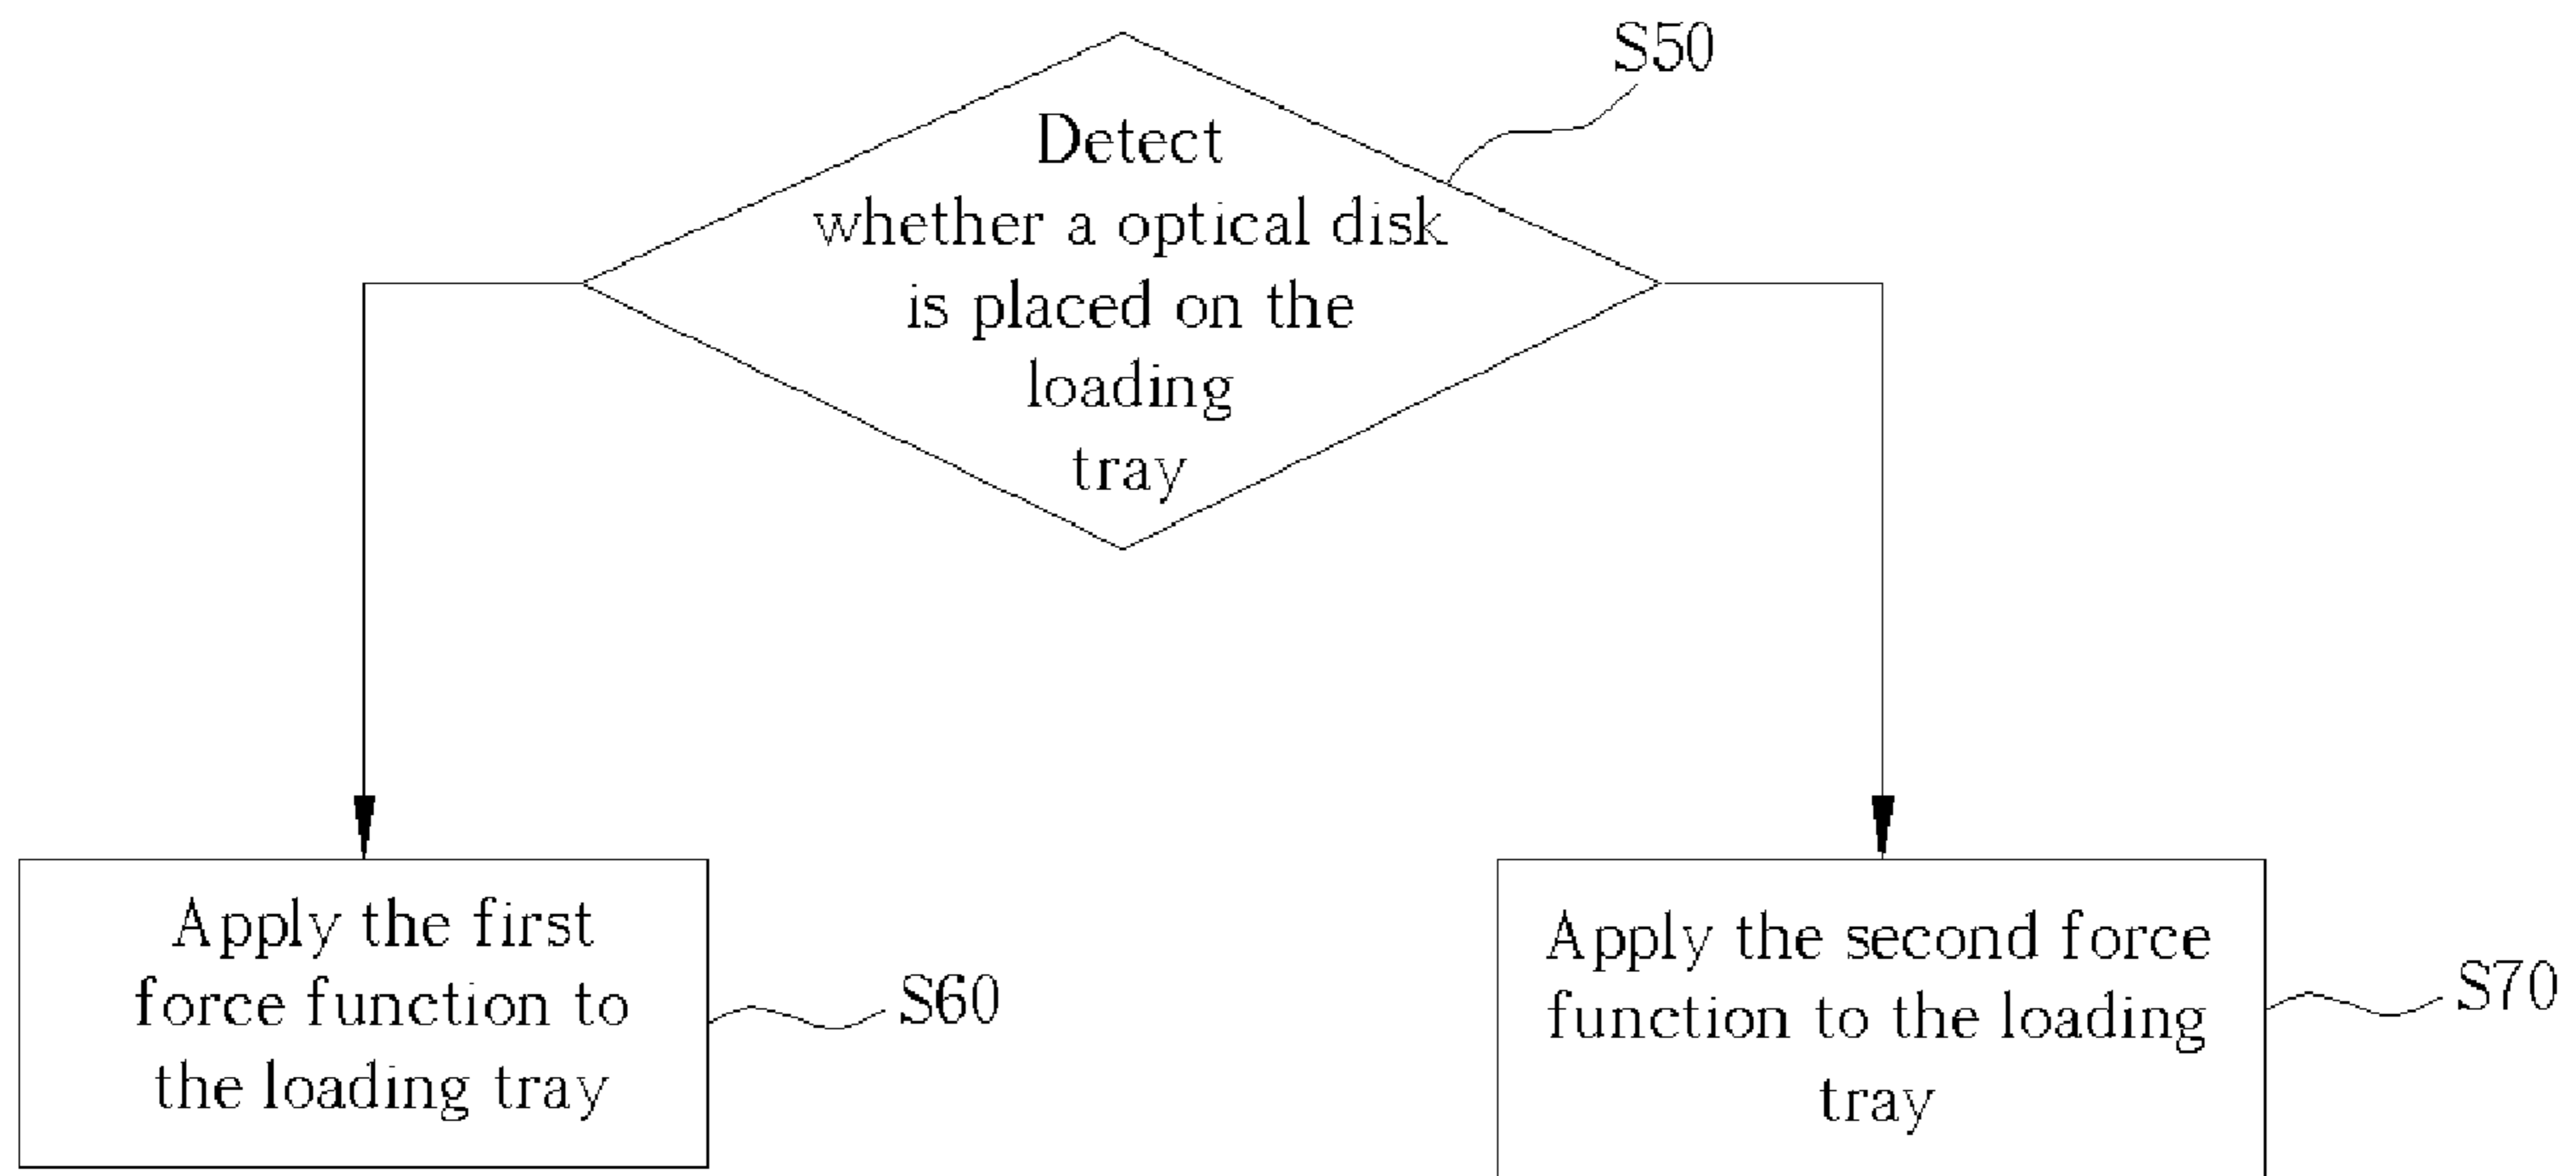 S50
Detect
whether a optical disk
is placed on the
loading
tray
Apply the first
force function to
the loading tray
S60
Apply the second force
function to the loading
tray
S70